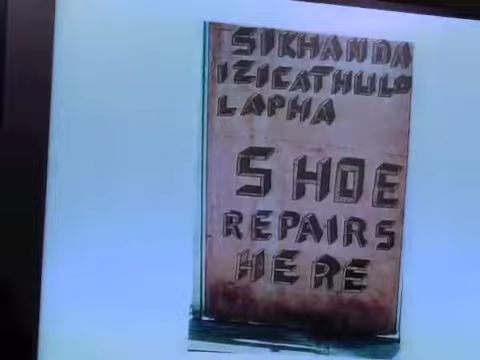 SIKHANDA
IZICATHULO
LAPHA
SHOE
REPAIRS
HERE